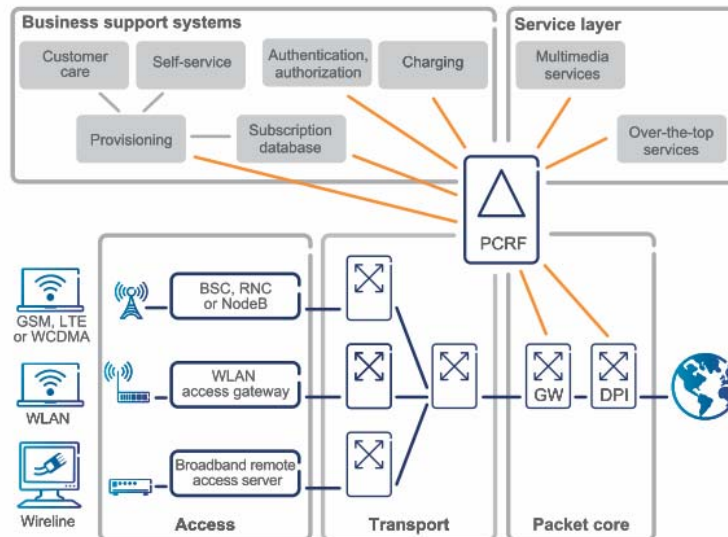 Business support systems
Service layer
Customer
care
Self-service
Authentication,
authorization
Charging
Multimedia
services
Provisioning
Subscription
database
Over-the-top
services
PCRF
GSM, LTE
or WCDMA
BSC, RNC
or NodeB
WLAN
WLAN
access gateway
GW
DPI
Wireline
Broadband remote
access server
Access
Transport
Packet core